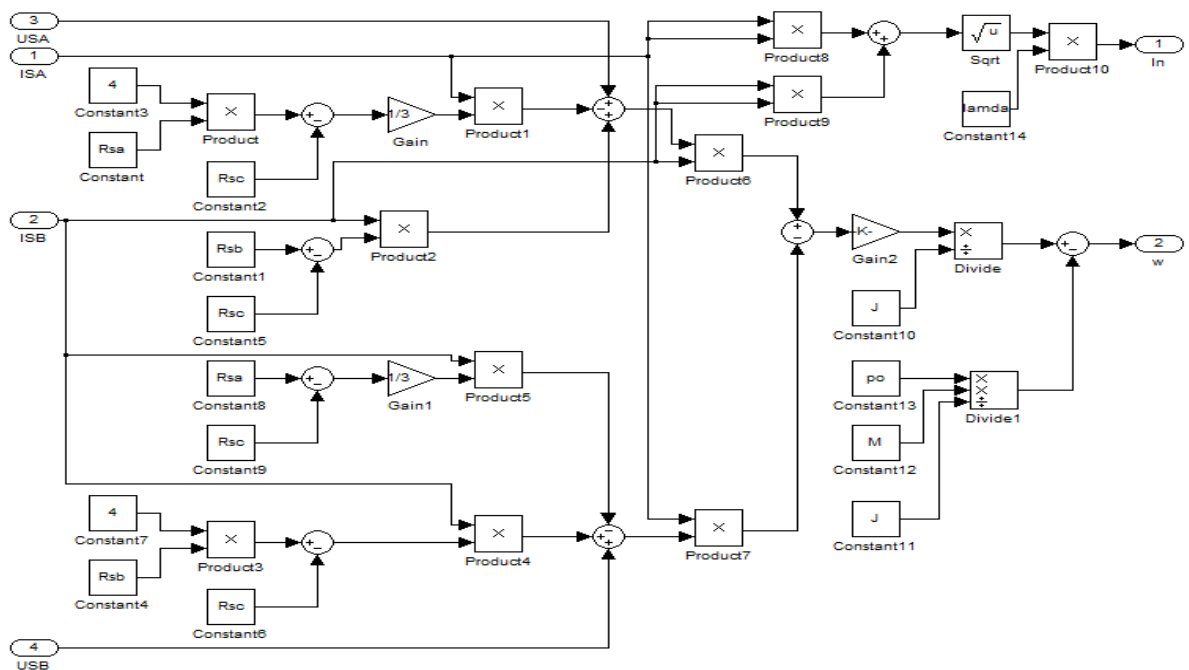 3
USA
1
ISA
4
Constant3
Rsa
Constant
×
Product
+
−
Rsc
Constant2
1/3
Gain
×
Product1
−
+
+
×
Product8
×
Product9
+
+
√u
Sqrt
×
Product10
1
In
lamda
Constant14
×
Product6
2
ISB
Rsb
Constant1
+
−
Rsc
Constant5
×
Product2
+
−
-K-
Gain2
×
÷
Divide
J
Constant10
+
−
2
w
Rsa
Constant8
+
−
Rsc
Constant9
1/3
Gain1
×
Product5
po
Constant13
M
Constant12
J
Constant11
×
×
÷
Divide1
4
Constant7
Rsb
Constant4
×
Product3
+
−
Rsc
Constant6
×
Product4
−
+
+
×
Product7
4
USB